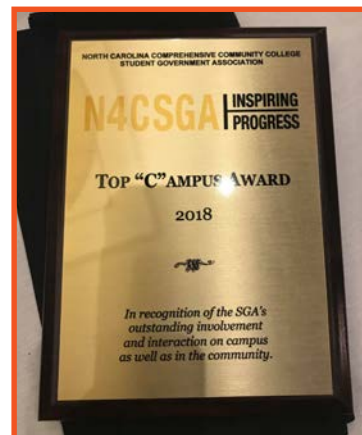 NORTH CAROLINA COMPREHENSIVE COMMUNITY COLLEGE
STUDENT GOVERNMENT ASSOCIATION
N4CSGA INSPIRING
PROGRESS
TOP “C”AMPUS AWARD
2018
In recognition of the SGA's
outstanding involvement
and interaction on campus
as well as in the community.